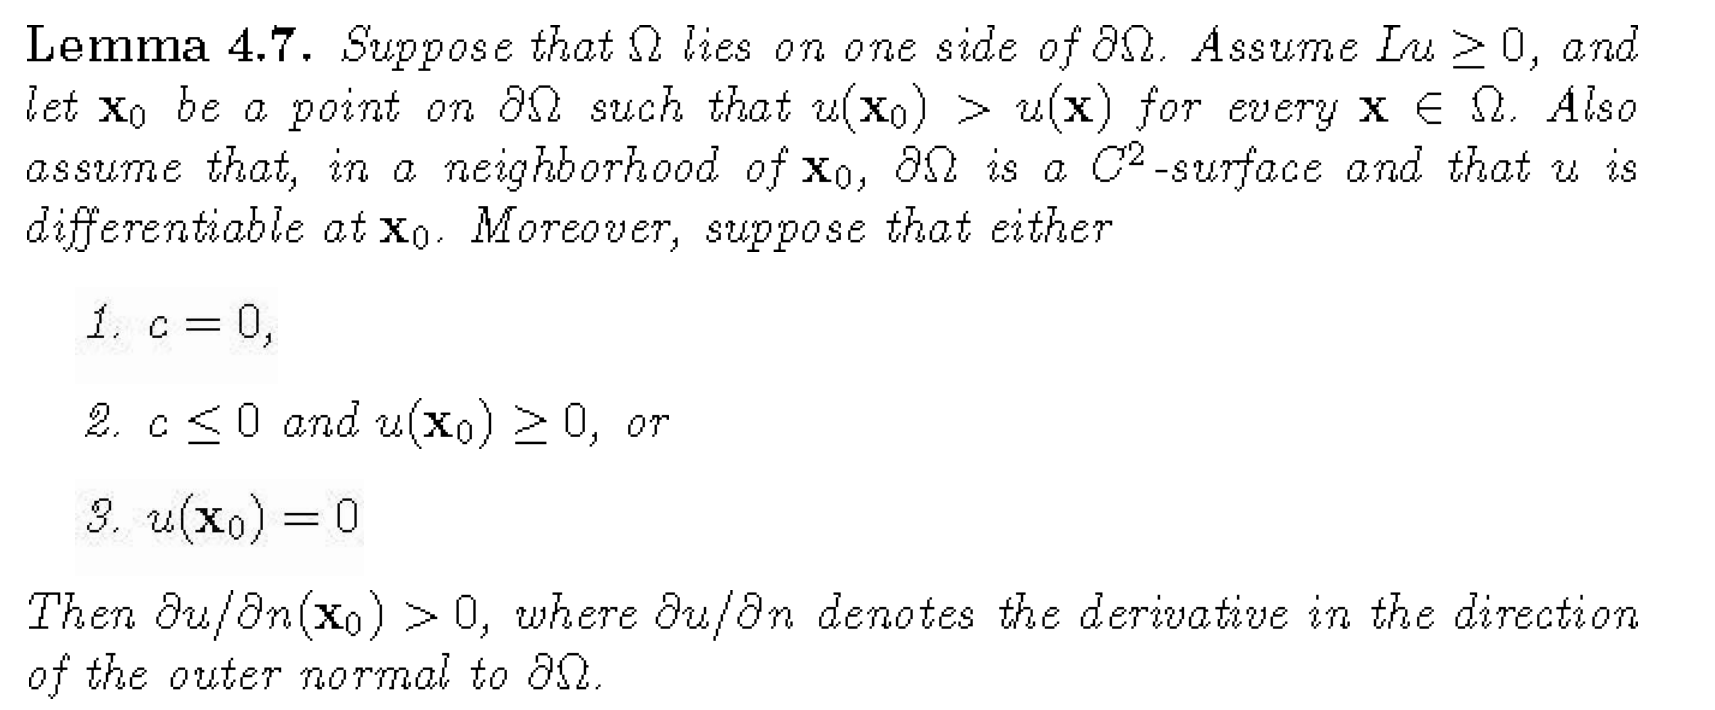 Lemma 4.7. Suppose that Ω lies on one side of ∂Ω. Assume Lu ≥ 0, and
let x₀ be a point on ∂Ω such that u(x₀) > u(x) for every x ∈ Ω. Also
assume that, in a neighborhood of x₀, ∂Ω is a C²-surface and that u is
differentiable at x₀. Moreover, suppose that either
1. c = 0,
2. c ≤ 0 and u(x₀) ≥ 0, or
3. u(x₀) = 0
Then ∂u/∂n(x₀) > 0, where ∂u/∂n denotes the derivative in the direction
of the outer normal to ∂Ω.